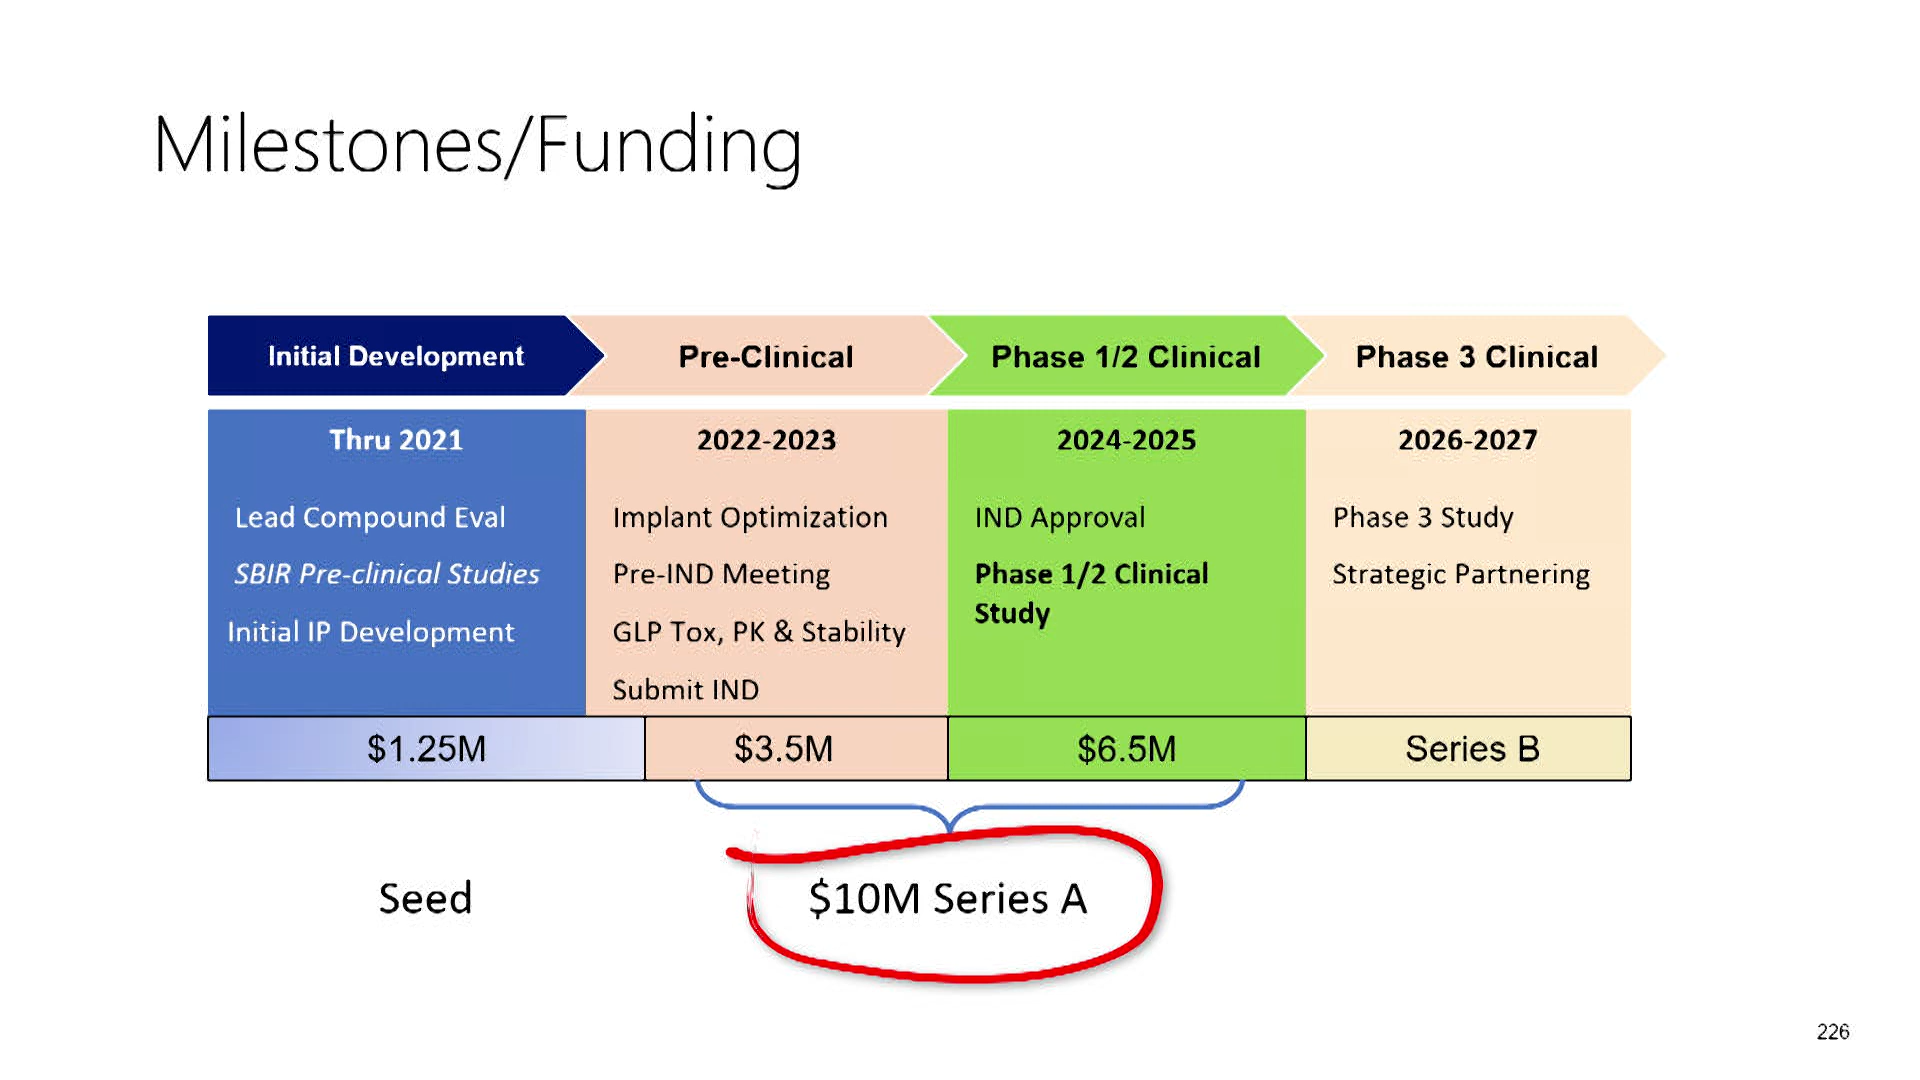 Milestones/Funding
Initial Development
Pre-Clinical
Phase 1/2 Clinical
Phase 3 Clinical
Thru 2021
Lead Compound Eval
SBIR Pre-clinical Studies
Initial IP Development
2022-2023
Implant Optimization
Pre-IND Meeting
GLP Tox, PK & Stability
Submit IND
2024-2025
IND Approval
Phase 1/2 Clinical
Study
2026-2027
Phase 3 Study
Strategic Partnering
$1.25M
$3.5M
$6.5M
Series B
Seed
$10M Series A
226